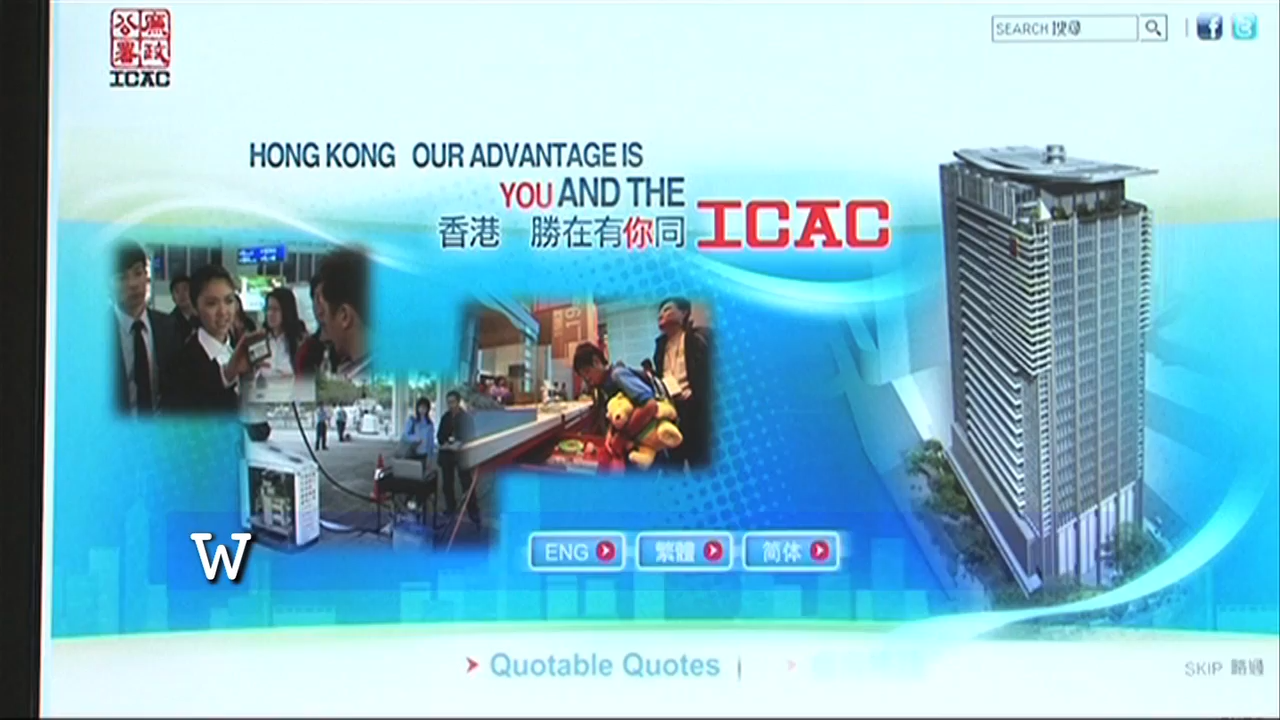 公廉
署政
ICAC
SEARCH 搜尋
HONG KONG OUR ADVANTAGE IS
YOU AND THE
香港 勝在有你同 ICAC
W
ENG
繁體
简体
Quotable Quotes
SKIP 略過